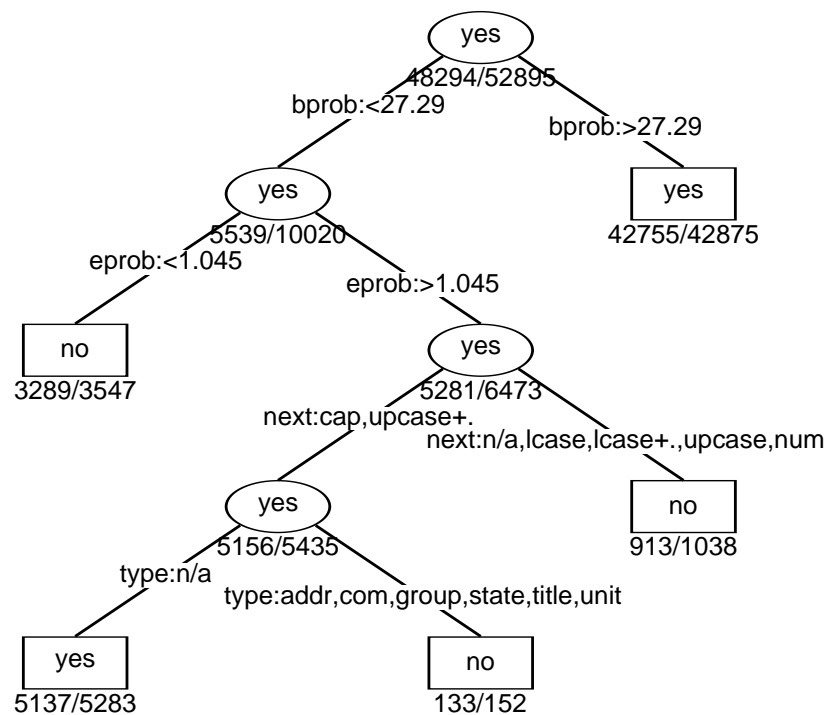 yes
48294/52895
bprob:<27.29
bprob:>27.29
yes
5539/10020
yes
42755/42875
eprob:<1.045
eprob:>1.045
no
3289/3547
yes
5281/6473
next:cap,upcase+.
next:n/a,lcase,lcase+.,upcase,num
yes
5156/5435
no
913/1038
type:n/a
type:addr,com,group,state,title,unit
yes
5137/5283
no
133/152